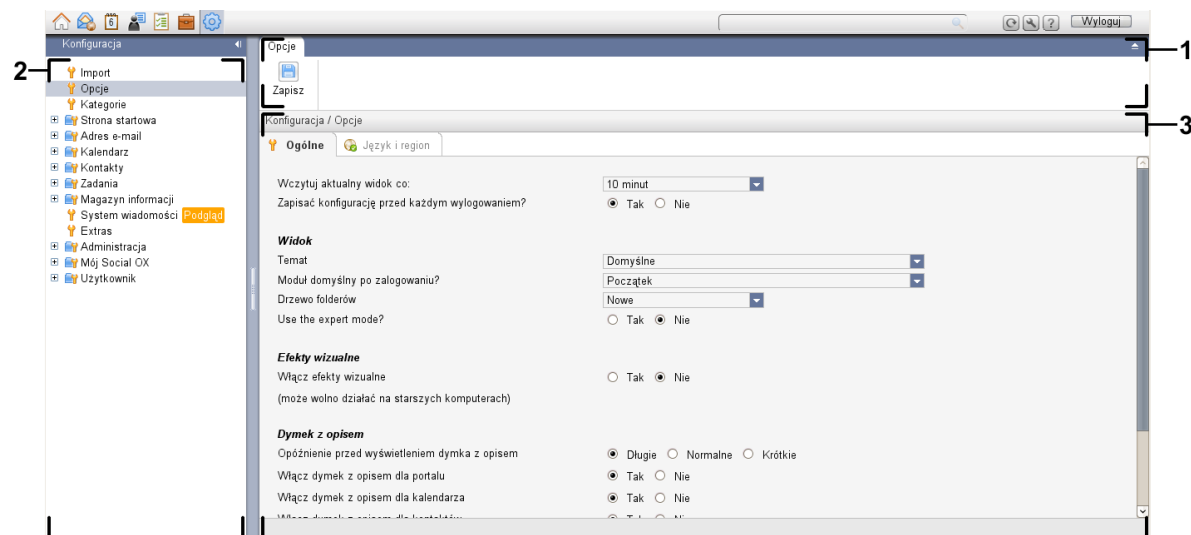 6
?
Wyloguj
Konfiguracja
Opcje
1
2
Import
Opcje
Kategorie
Strona startowa
Adres e-mail
Kalendarz
Kontakty
Zadania
Magazyn informacji
System wiadomości Podgląd
Extras
Administracja
Mój Social OX
Użytkownik
Zapisz
Konfiguracja / Opcje
3
Ogólne
Język i region
Wczytuj aktualny widok co: 10 minut
Zapisać konfigurację przed każdym wylogowaniem? Tak Nie
Widok
Temat Domyślne
Moduł domyślny po zalogowaniu? Początek
Drzewo folderów Nowe
Use the expert mode? Tak Nie
Efekty wizualne
Włącz efekty wizualne Tak Nie
(może wolno działać na starszych komputerach)
Dymek z opisem
Opóźnienie przed wyświetleniem dymka z opisem Długie Normalne Krótkie
Włącz dymek z opisem dla portalu Tak Nie
Włącz dymek z opisem dla kalendarza Tak Nie